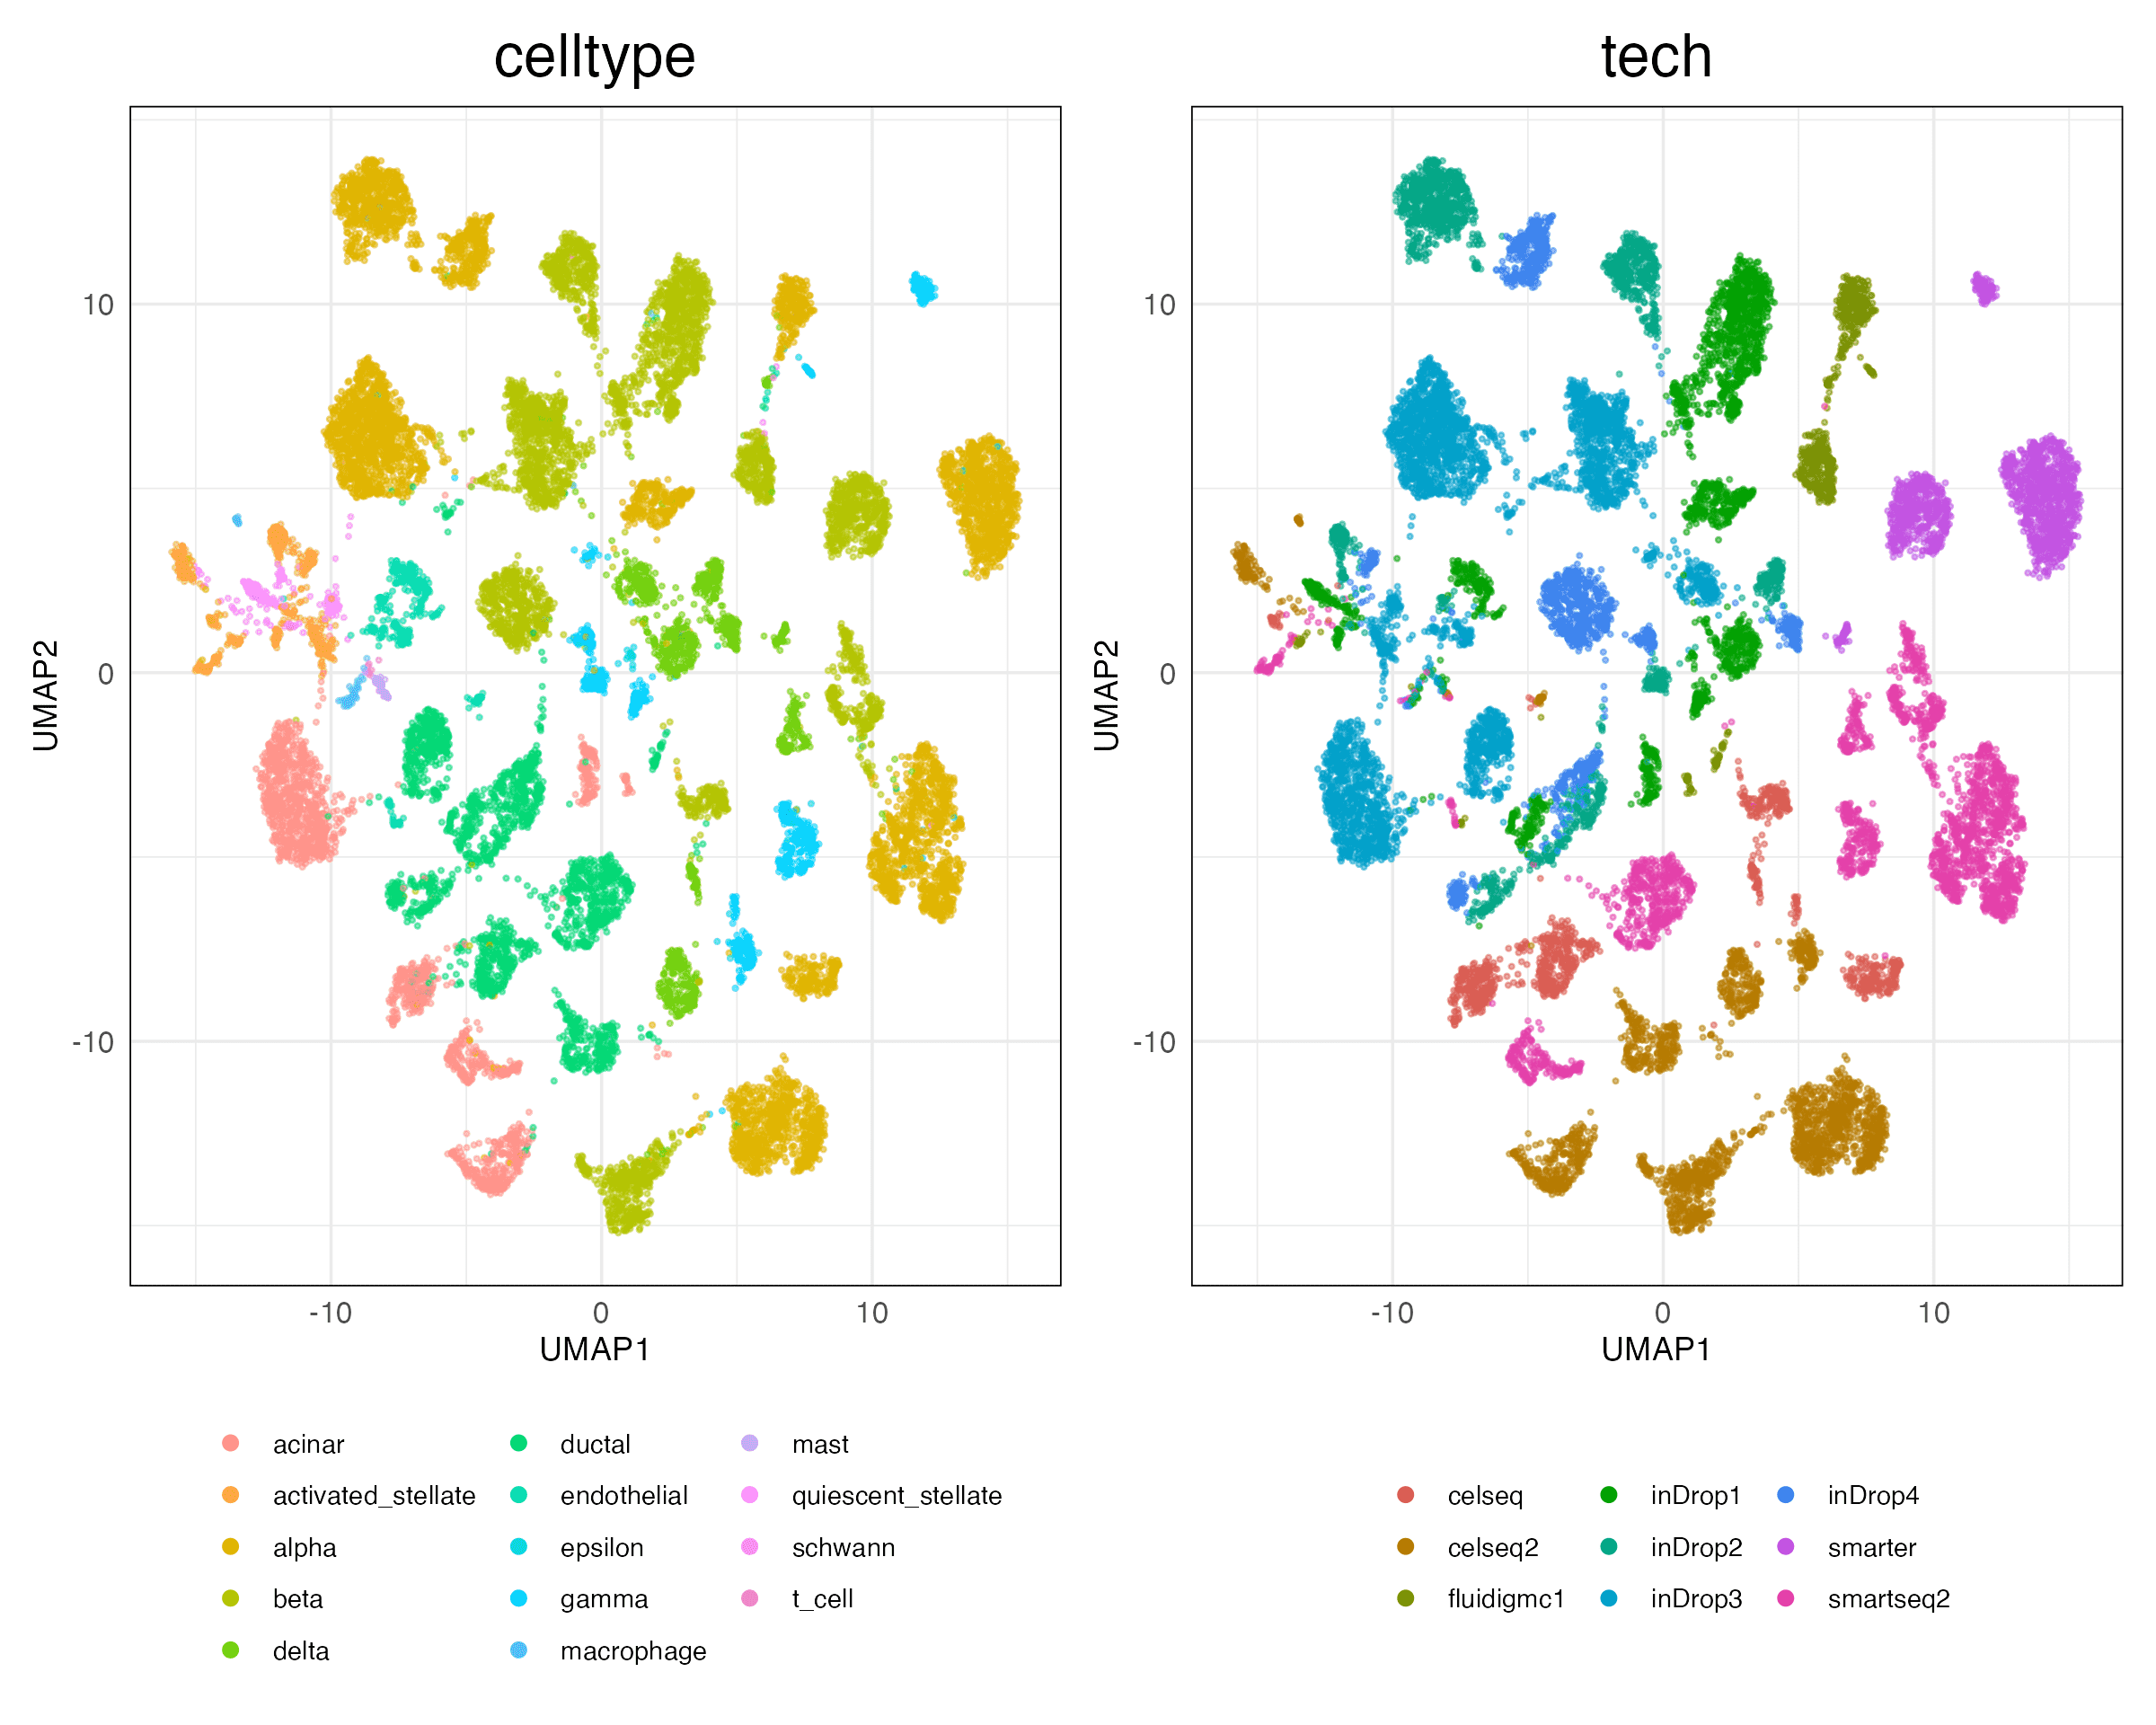 celltype
tech
10
0
-10
UMAP2
-10
0
10
UMAP1
10
0
-10
UMAP2
-10
0
10
UMAP1
acinar
activated_stellate
alpha
beta
delta
ductal
endothelial
epsilon
gamma
macrophage
mast
quiescent_stellate
schwann
t_cell
celseq
celseq2
fluidigmc1
inDrop1
inDrop2
inDrop3
inDrop4
smarter
smartseq2